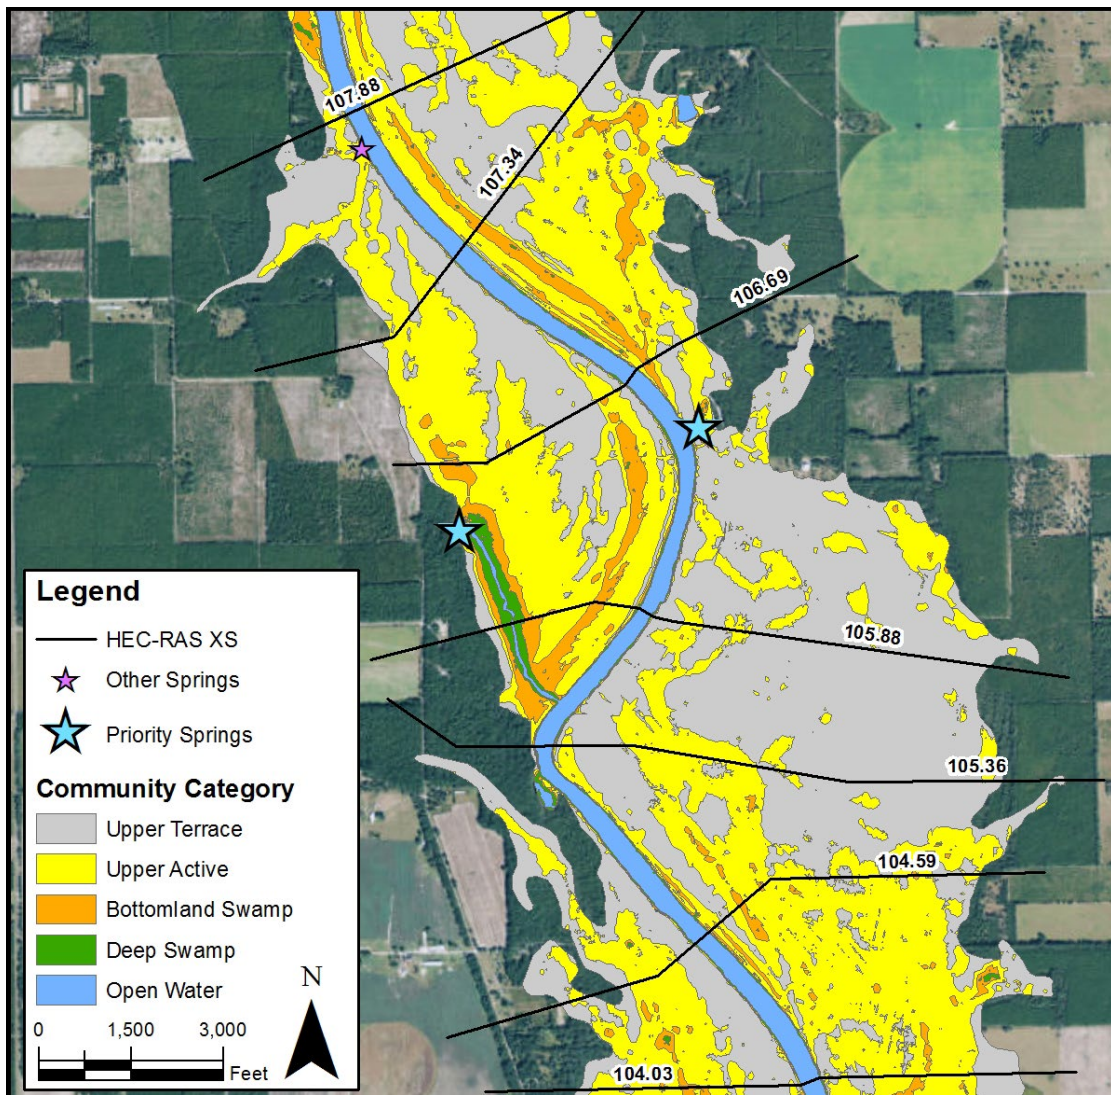 107.88
107.34
106.69
105.88
105.36
104.59
104.03
Legend
HEC-RAS XS
Other Springs
Priority Springs
Community Category
Upper Terrace
Upper Active
Bottomland Swamp
Deep Swamp
Open Water
N
0 1,500 3,000
Feet